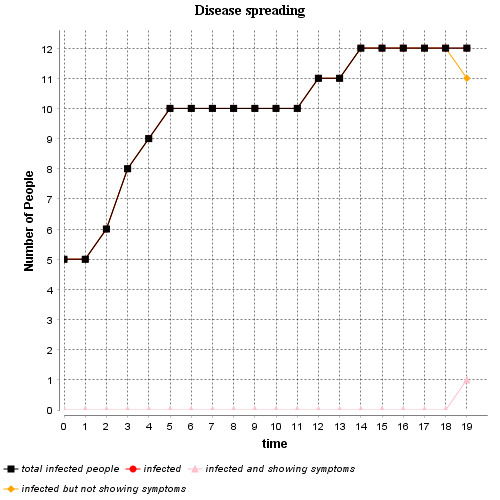 Disease spreading
12
11
10
9
8
7
6
5
4
3
2
1
0
Number of People
0 1 2 3 4 5 6 7 8 9 10 11 12 13 14 15 16 17 18 19
time
total infected people infected infected and showing symptoms
infected but not showing symptoms